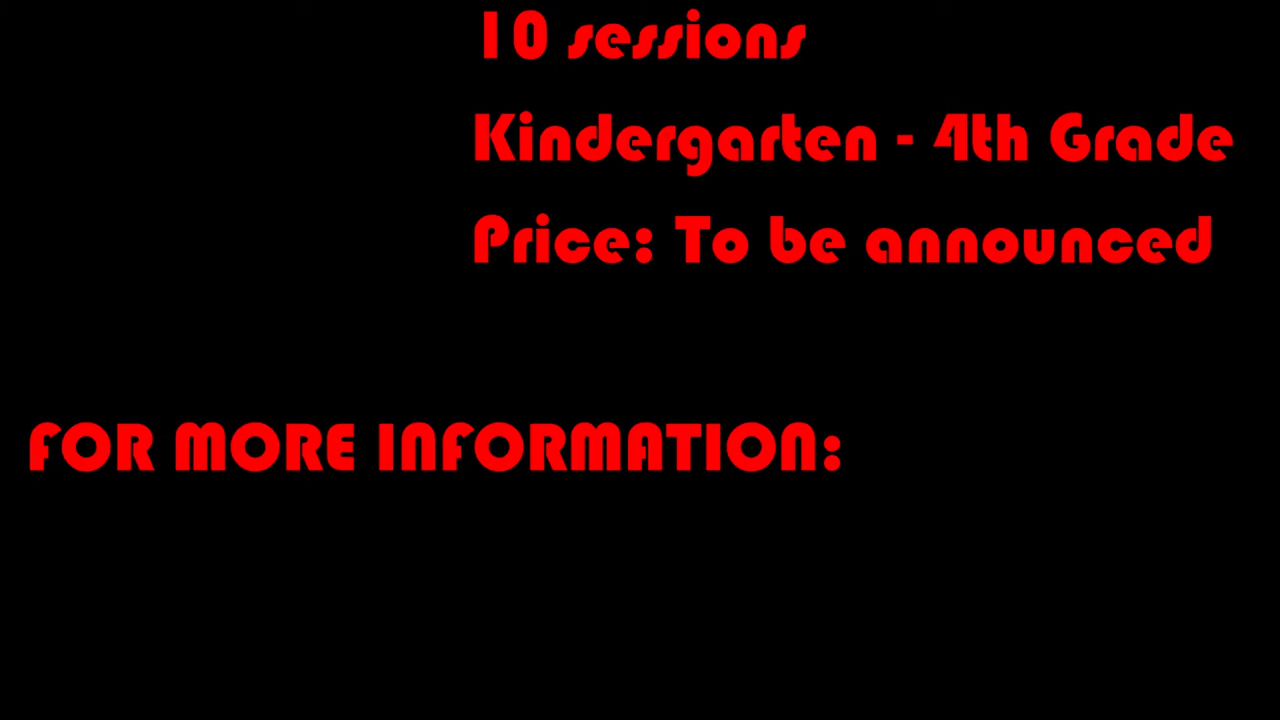 10 sessions
Kindergarten - 4th Grade
Price: To be announced
FOR MORE INFORMATION: